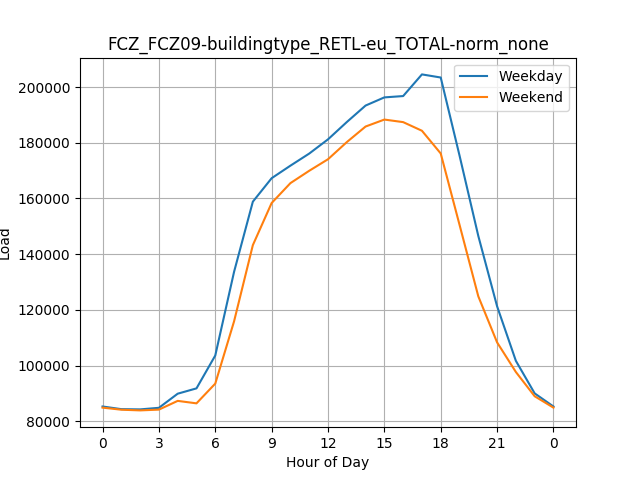 FCZ_FCZ09-buildingtype_RETL-eu_TOTAL-norm_none
Weekday
Weekend
200000
180000
160000
140000
120000
100000
80000
Load
0 3 6 9 12 15 18 21 0
Hour of Day